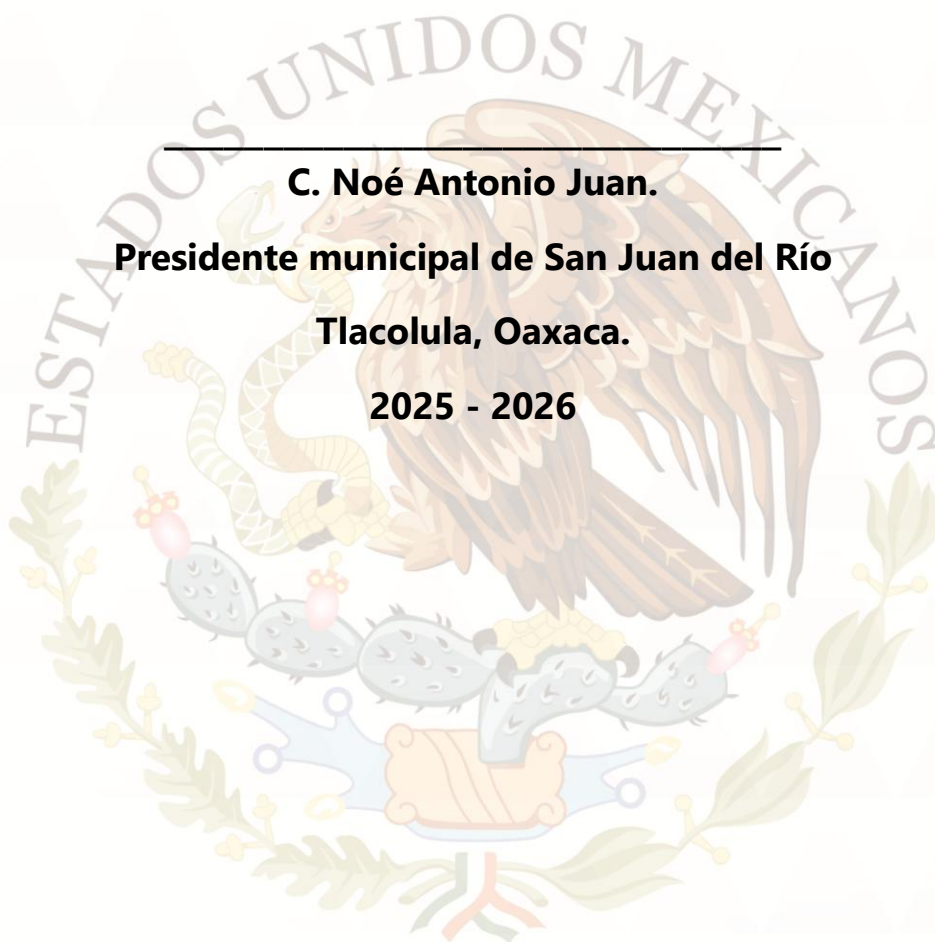 ESTADOS UNIDOS MEXICANOS
C. Noé Antonio Juan.
Presidente municipal de San Juan del Río
Tlacolula, Oaxaca.
2025 - 2026